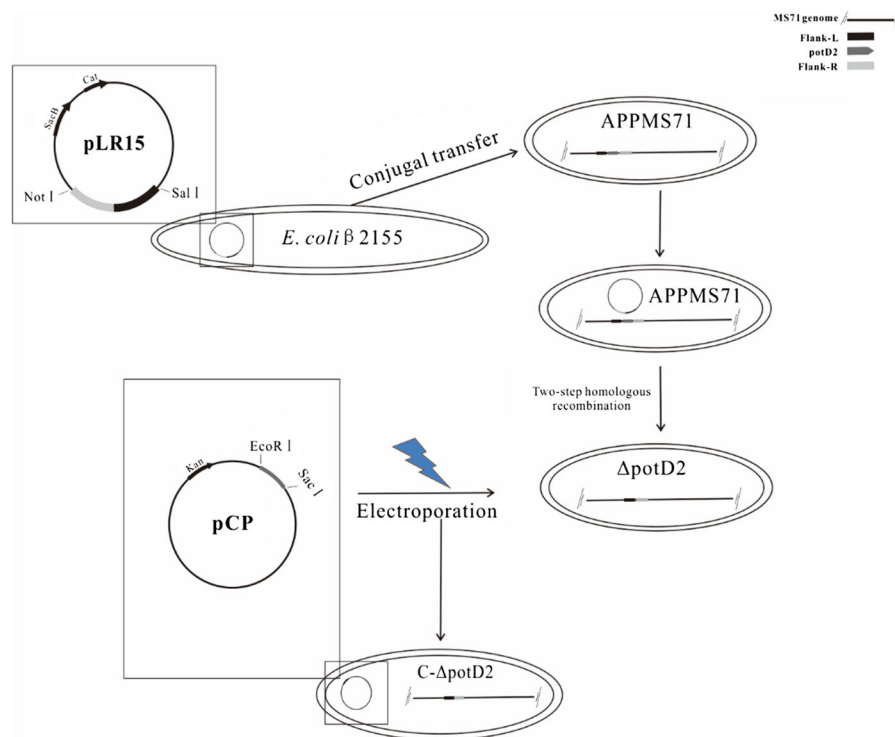 MS71 genome
Flank-L
potD2
Flank-R
Cat
SacB
pLR15
Not I
Sal I
E. coli β 2155
Conjugal transfer
APPMS71
APPMS71
Two-step homologous
recombination
ΔpotD2
Kan
EcoR I
Sac I
pCP
Electroporation
C-ΔpotD2